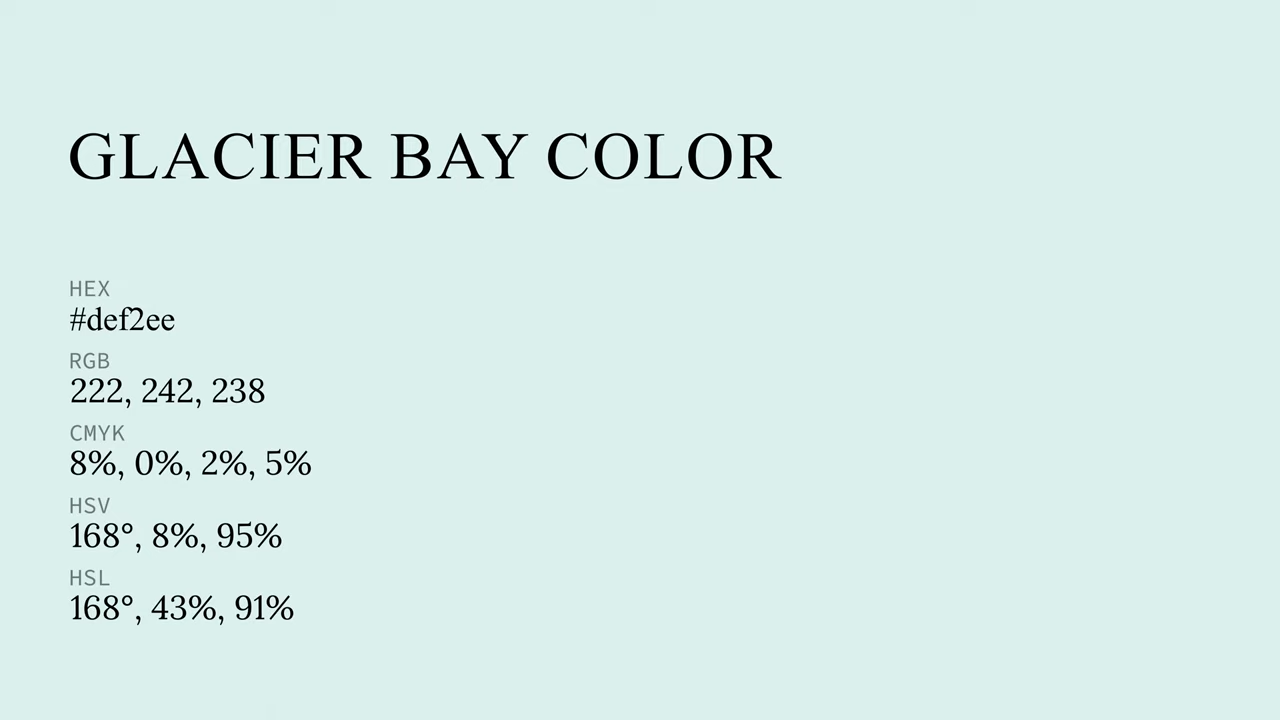 GLACIER BAY COLOR
HEX
#def2ee
RGB
222, 242, 238
CMYK
8%, 0%, 2%, 5%
HSV
168°, 8%, 95%
HSL
168°, 43%, 91%